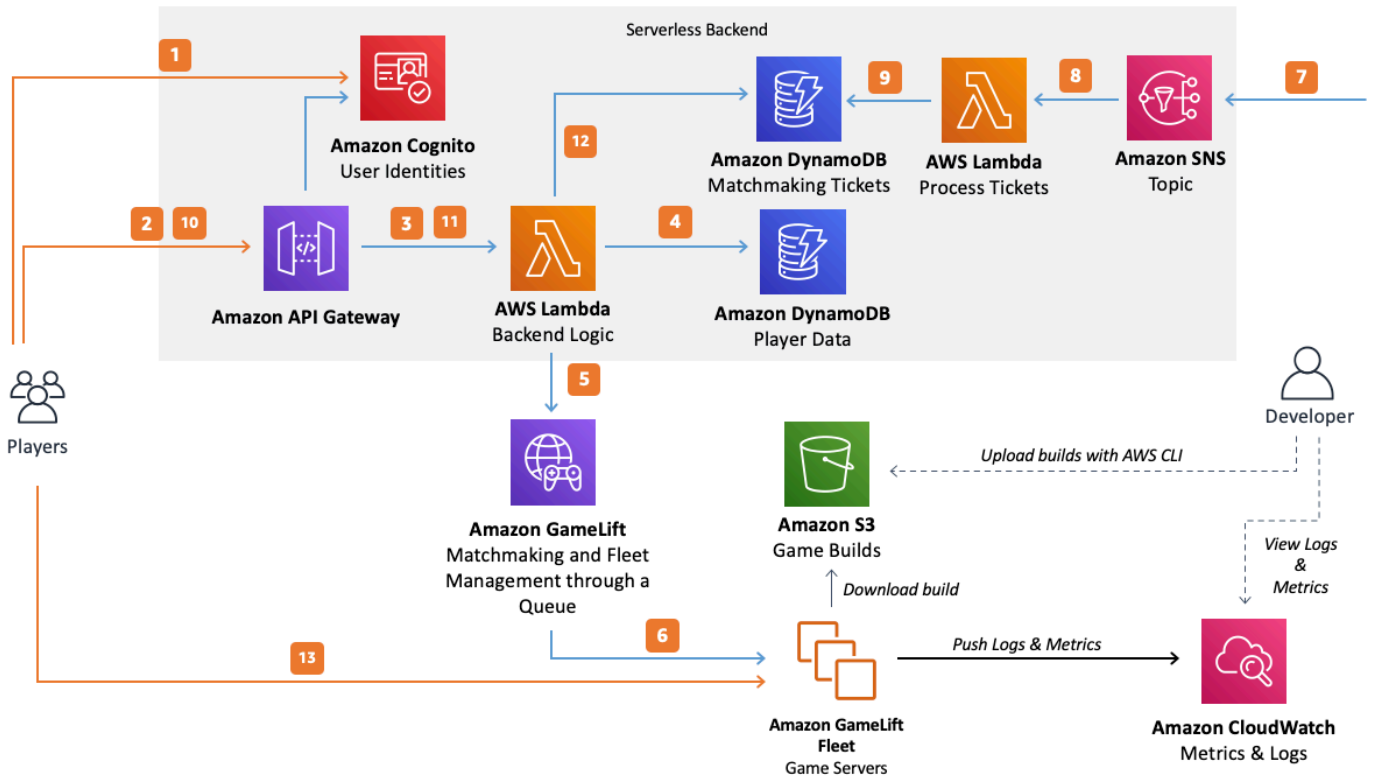 Serverless Backend
1
7
8
9
12
Amazon Cognito
User Identities
Amazon DynamoDB
Matchmaking Tickets
AWS Lambda
Process Tickets
Amazon SNS
Topic
2
10
3
11
4
</>
Amazon API Gateway
AWS Lambda
Backend Logic
Amazon DynamoDB
Player Data
5
Players
Developer
Upload builds with AWS CLI
Amazon GameLift
Matchmaking and Fleet
Management through a
Queue
Amazon S3
Game Builds
View Logs
&
Metrics
Download build
6
13
Push Logs & Metrics
Amazon GameLift
Fleet
Game Servers
Amazon CloudWatch
Metrics & Logs